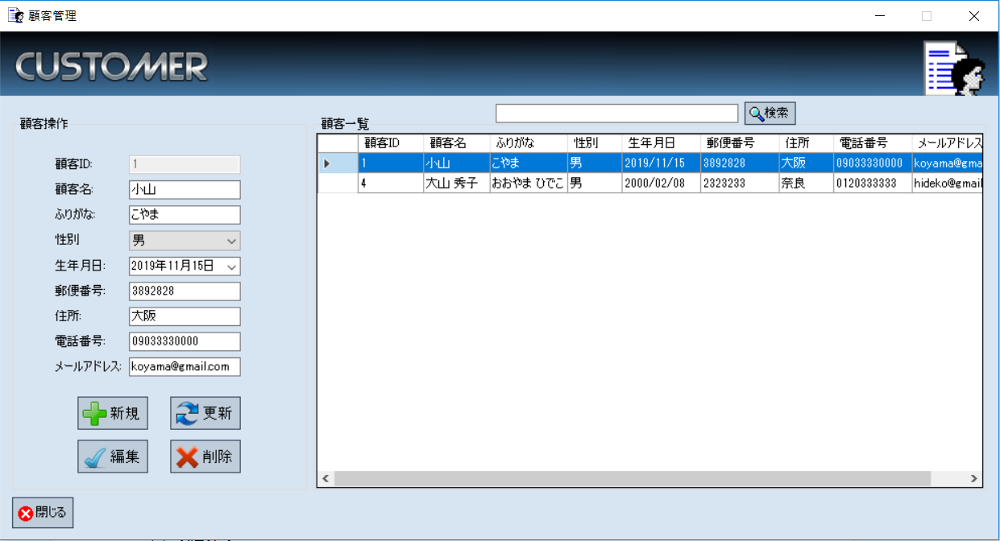 顧客管理
CUSTOMER
顧客操作
顧客ID: 1
顧客名: 小山
ふりがな: こやま
性別 男
生年月日: 2019年11月15日
郵便番号: 3892828
住所: 大阪
電話番号: 09033330000
メールアドレス: koyama@gmail.com
新規 更新
編集 削除
閉じる
顧客一覧
検索
顧客ID 顧客名 ふりがな 性別 生年月日 郵便番号 住所 電話番号 メールアドレス
1 小山 こやま 男 2019/11/15 3892828 大阪 09033330000 koyama@gma
4 大山 秀子 おおやま ひでこ 男 2000/02/08 2323233 奈良 0120333333 hideko@gmail